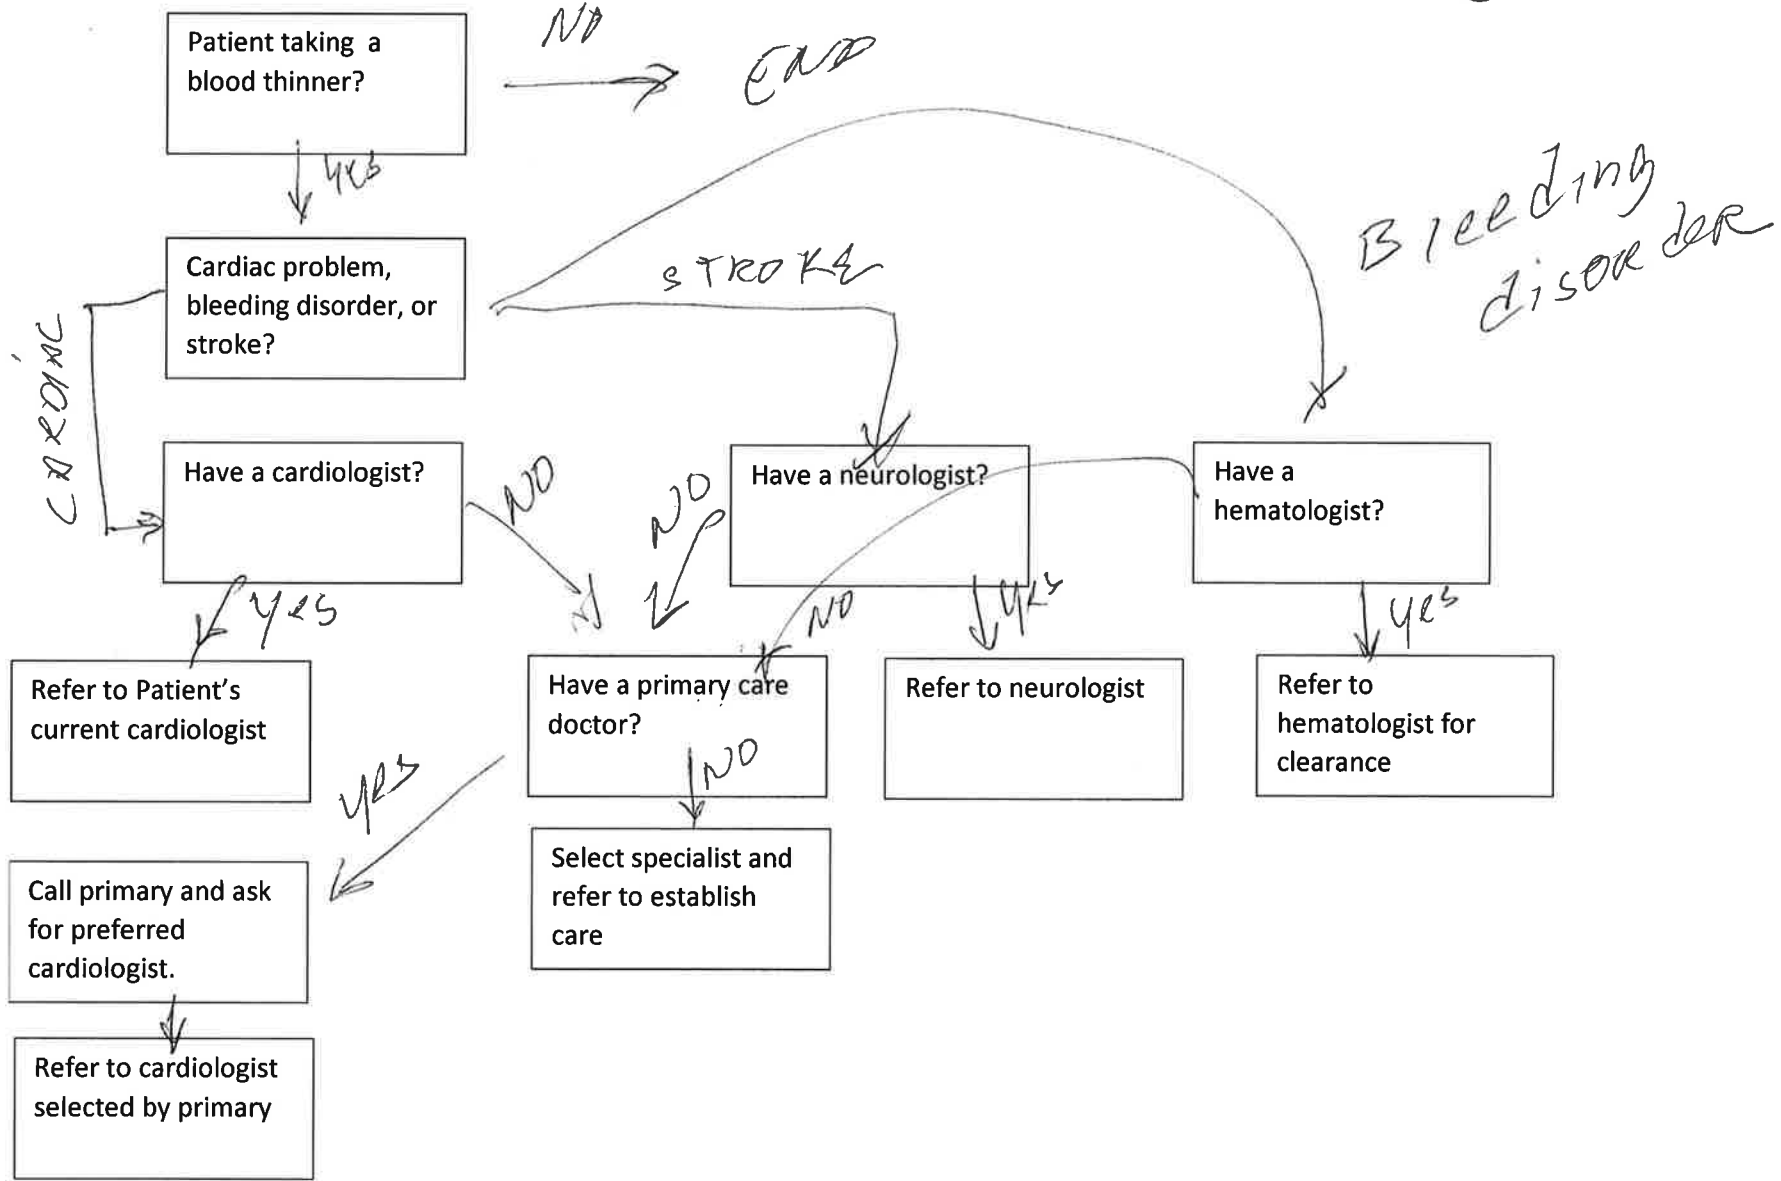 Patient taking a
blood thinner?
NO
END
yes
Cardiac problem,
bleeding disorder, or
stroke?
STROKE
Bleeding
disorder
CARDIAC
Have a cardiologist?
NO
NO
Have a neurologist?
Have a
hematologist?
yes
NO
yes
yes
Refer to Patient's
current cardiologist
Have a primary care
doctor?
Refer to neurologist
Refer to
hematologist for
clearance
yes
NO
Call primary and ask
for preferred
cardiologist.
Select specialist and
refer to establish
care
Refer to cardiologist
selected by primary